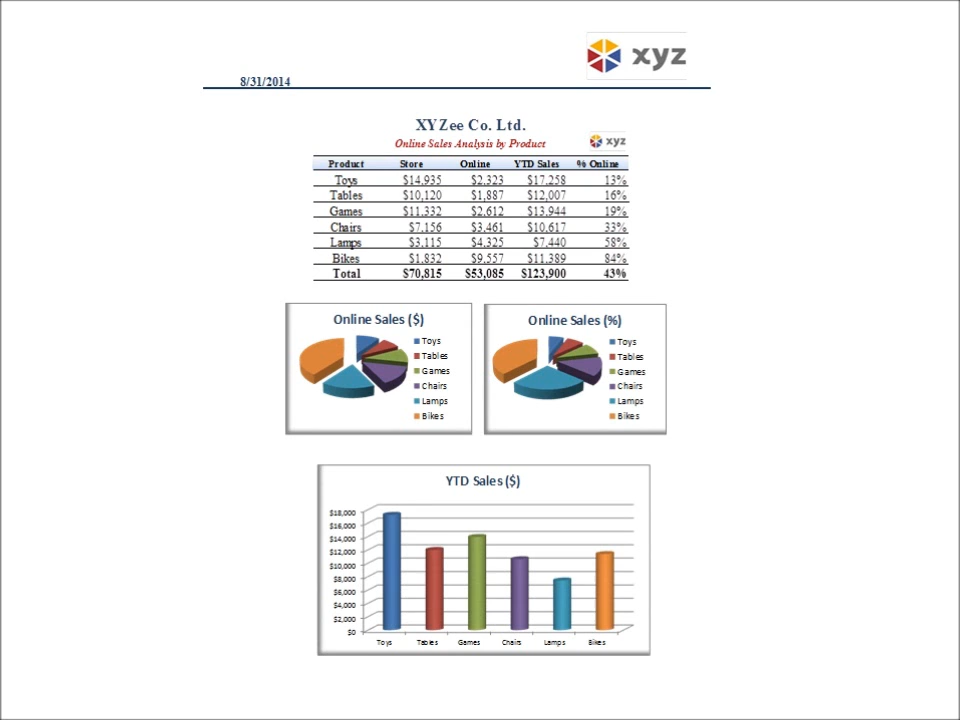 xyz
8/31/2014
XYZee Co. Ltd.
Online Sales Analysis by Product
xyz
Product Store Online YTD Sales % Online
Toys $14,935 $2,323 $17,258 13%
Tables $10,120 $1,887 $12,007 16%
Games $11,332 $2,612 $13,944 19%
Chairs $7,156 $3,461 $10,617 33%
Lamps $3,115 $4,325 $7,440 58%
Bikes $1,832 $9,557 $11,389 84%
Total $70,815 $53,085 $123,900 43%
Online Sales ($)
Toys
Tables
Games
Chairs
Lamps
Bikes
Online Sales (%)
Toys
Tables
Games
Chairs
Lamps
Bikes
YTD Sales ($)
$18,000
$16,000
$14,000
$12,000
$10,000
$8,000
$6,000
$4,000
$2,000
$0
Toys Tables Games Chairs Lamps Bikes